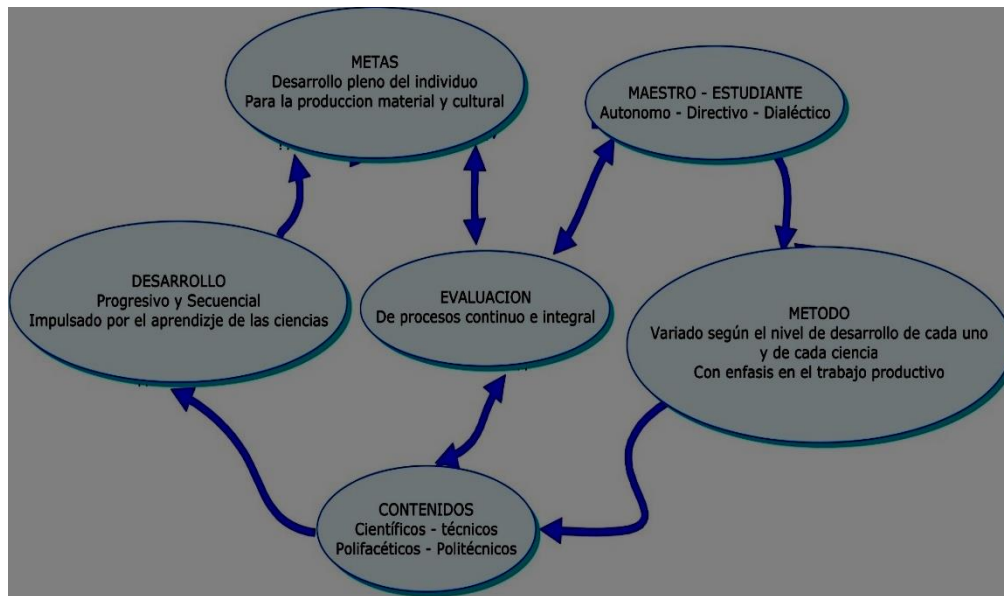 METAS
Desarrollo pleno del individuo
Para la produccion material y cultural
MAESTRO - ESTUDIANTE
Autonomo - Directivo - Dialéctico
DESARROLLO
Progresivo y Secuencial
Impulsado por el aprendizje de las ciencias
EVALUACION
De procesos continuo e integral
METODO
Variado según el nivel de desarrollo de cada uno
y de cada ciencia
Con enfasis en el trabajo productivo
CONTENIDOS
Científicos - técnicos
Polifacéticos - Politécnicos